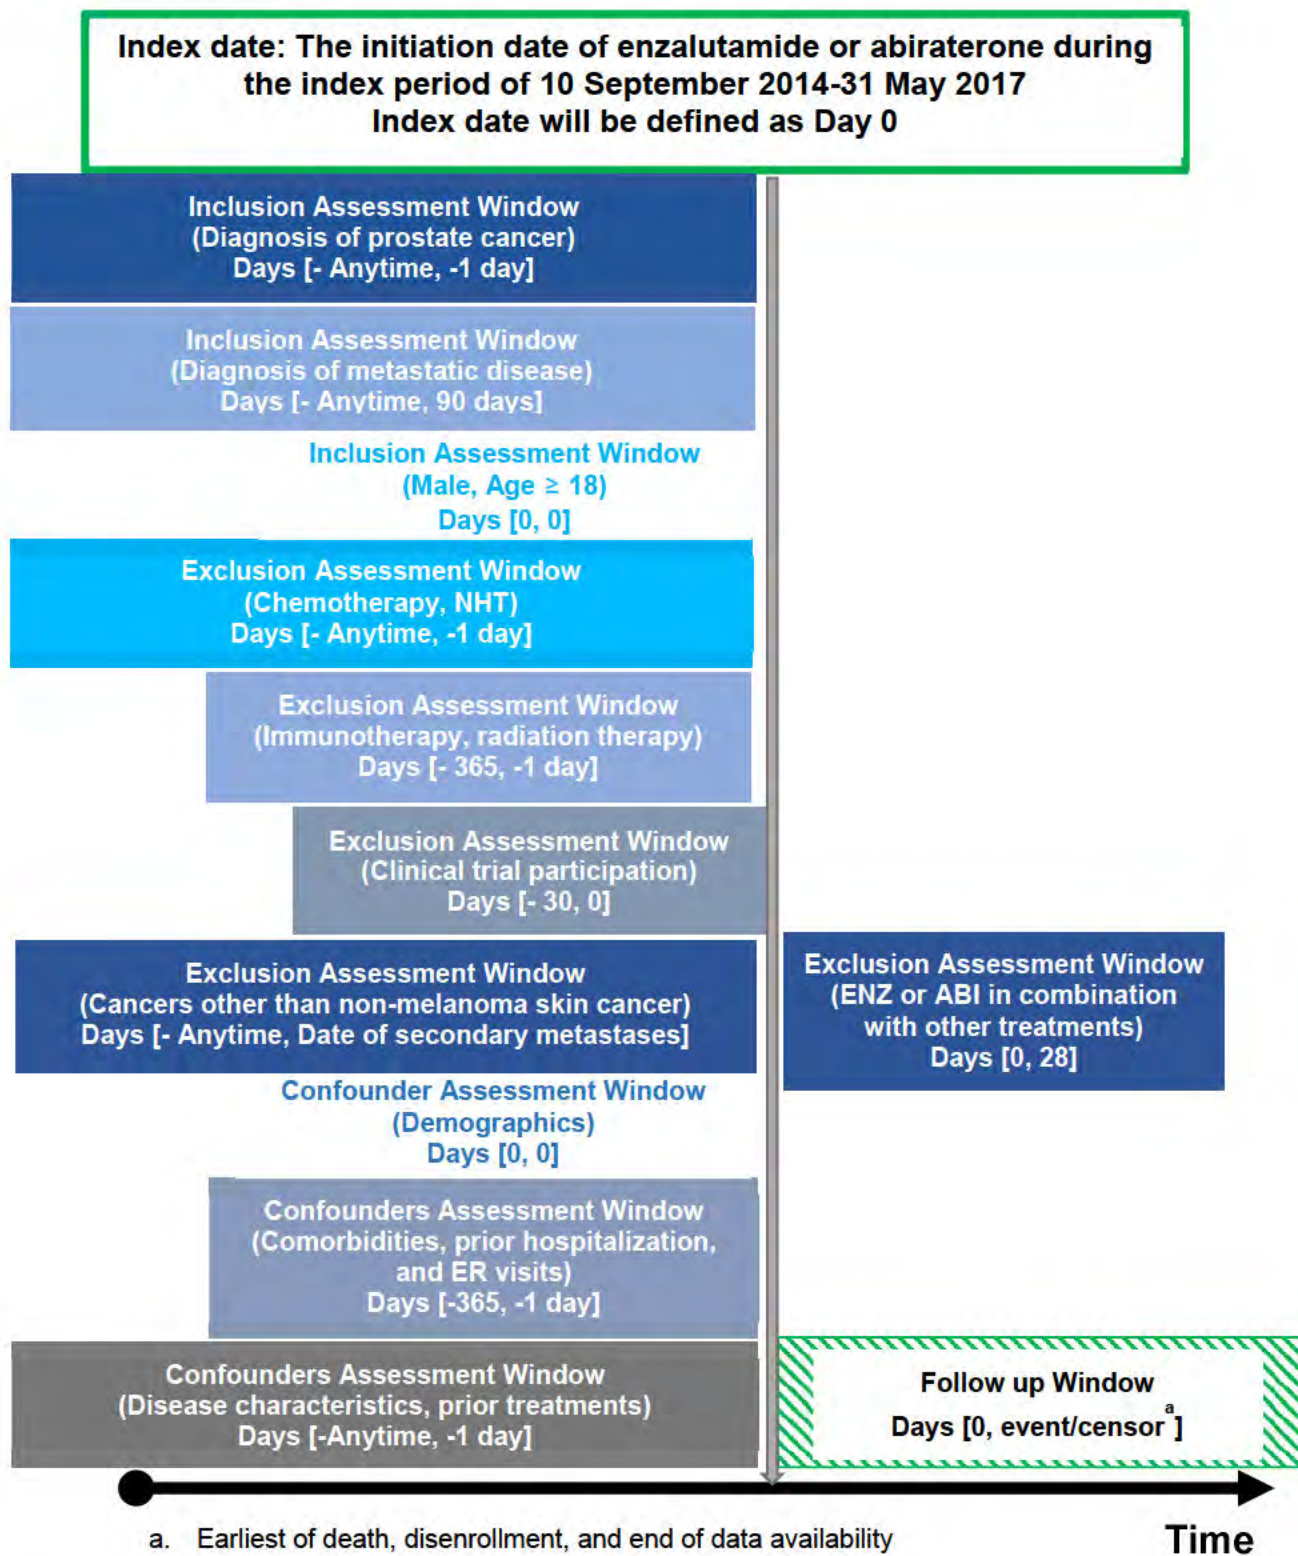 Index date: The initiation date of enzalutamide or abiraterone during
the index period of 10 September 2014-31 May 2017
Index date will be defined as Day 0
Inclusion Assessment Window
(Diagnosis of prostate cancer)
Days [- Anytime, -1 day]
Inclusion Assessment Window
(Diagnosis of metastatic disease)
Days [- Anytime, 90 days]
Inclusion Assessment Window
(Male, Age ≥ 18)
Days [0, 0]
Exclusion Assessment Window
(Chemotherapy, NHT)
Days [- Anytime, -1 day]
Exclusion Assessment Window
(Immunotherapy, radiation therapy)
Days [- 365, -1 day]
Exclusion Assessment Window
(Clinical trial participation)
Days [- 30, 0]
Exclusion Assessment Window
(Cancers other than non-melanoma skin cancer)
Days [- Anytime, Date of secondary metastases]
Exclusion Assessment Window
(ENZ or ABI in combination
with other treatments)
Days [0, 28]
Confounder Assessment Window
(Demographics)
Days [0, 0]
Confounders Assessment Window
(Comorbidities, prior hospitalization,
and ER visits)
Days [-365, -1 day]
Confounders Assessment Window
(Disease characteristics, prior treatments)
Days [-Anytime, -1 day]
Follow up Window
Days [0, event/censor a]
a. Earliest of death, disenrollment, and end of data availability
Time